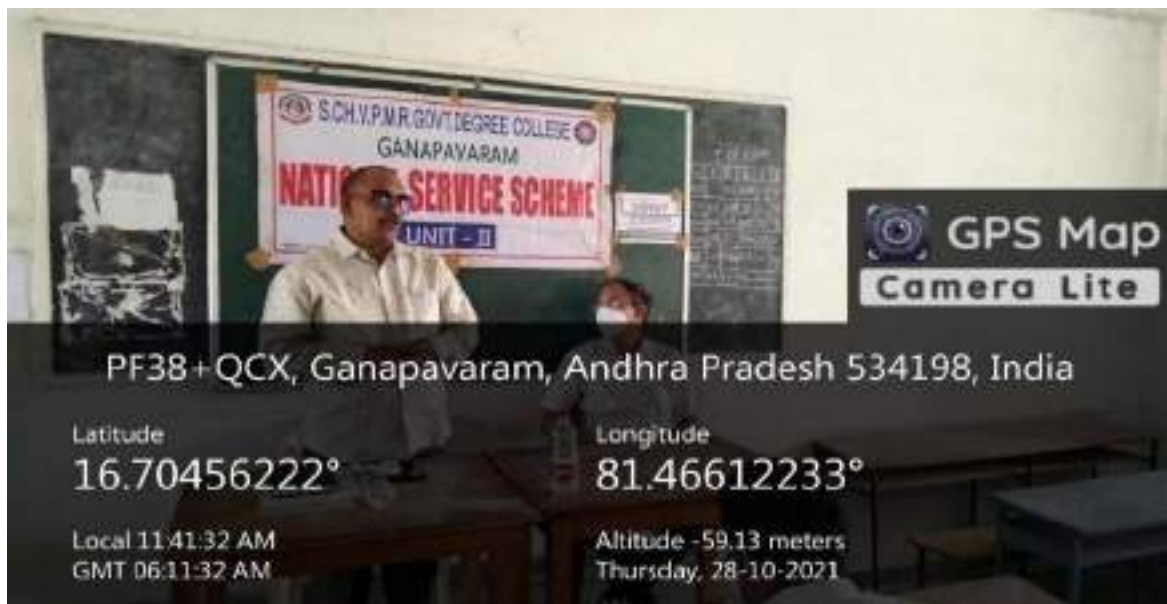 S.CH.V.P.M.R.GOVT.DEGREE COLLEGE
GANAPAVARAM
SERVICE SCHEME
UNIT - II
GPS Map
Camera Lite
PF38+QCX, Ganapavaram, Andhra Pradesh 534198, India
Latitude
16.70456222°
Longitude
81.46612233°
Local 11:41:32 AM
GMT 06:11:32 AM
Altitude -59.13 meters
Thursday, 28-10-2021